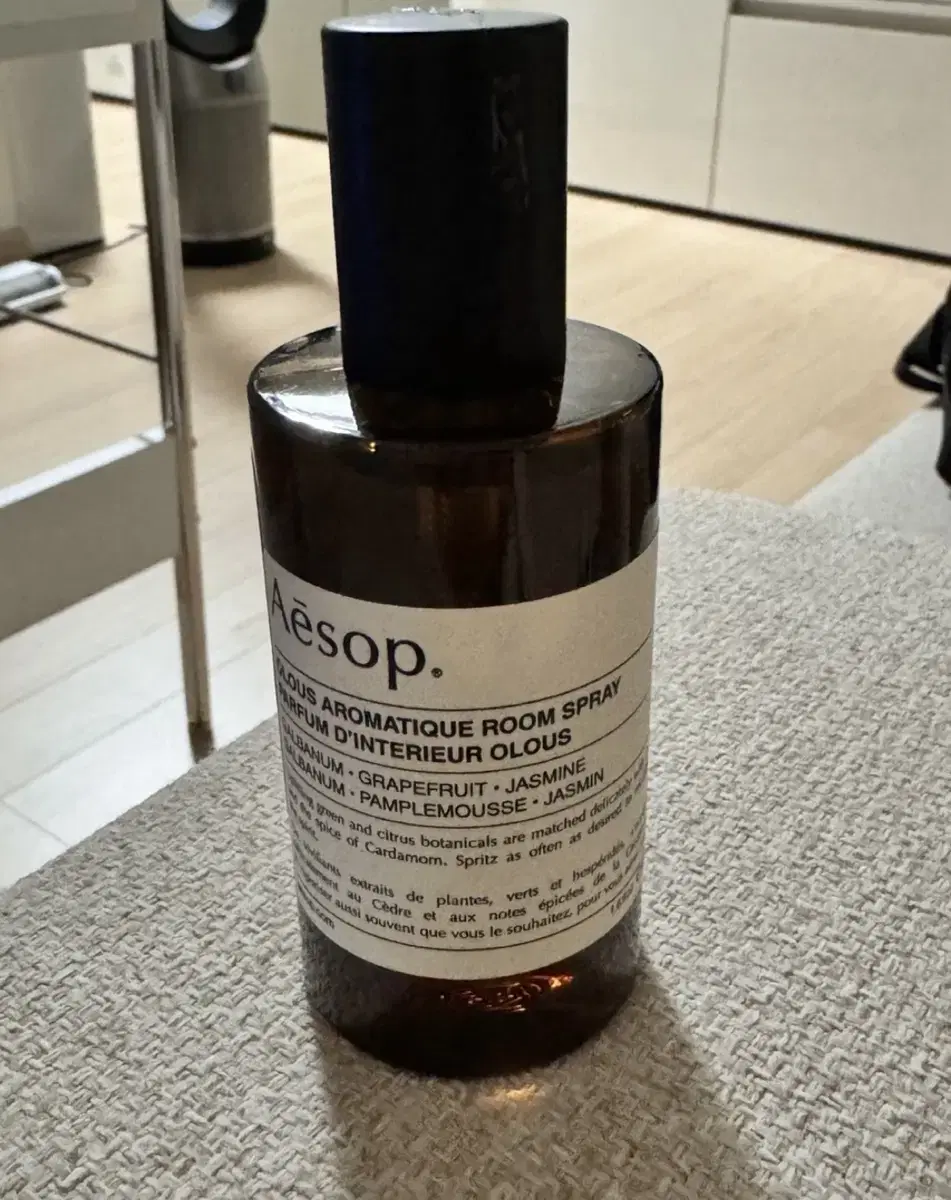 Aēsop.®
OLOUS AROMATIQUE ROOM SPRAY
PARFUM D'INTERIEUR OLOUS
GALBANUM • GRAPEFRUIT • JASMINE
GALBANUM • PAMPLEMOUSSE • JASMIN
green and citrus botanicals are matched delicately with
the spice of Cardamom. Spritz as often as desired to
extraits de plantes, verts et hespéridés,
au Cèdre et aux notes épicées de la
aussi souvent que vous le souhaitez, pour vous